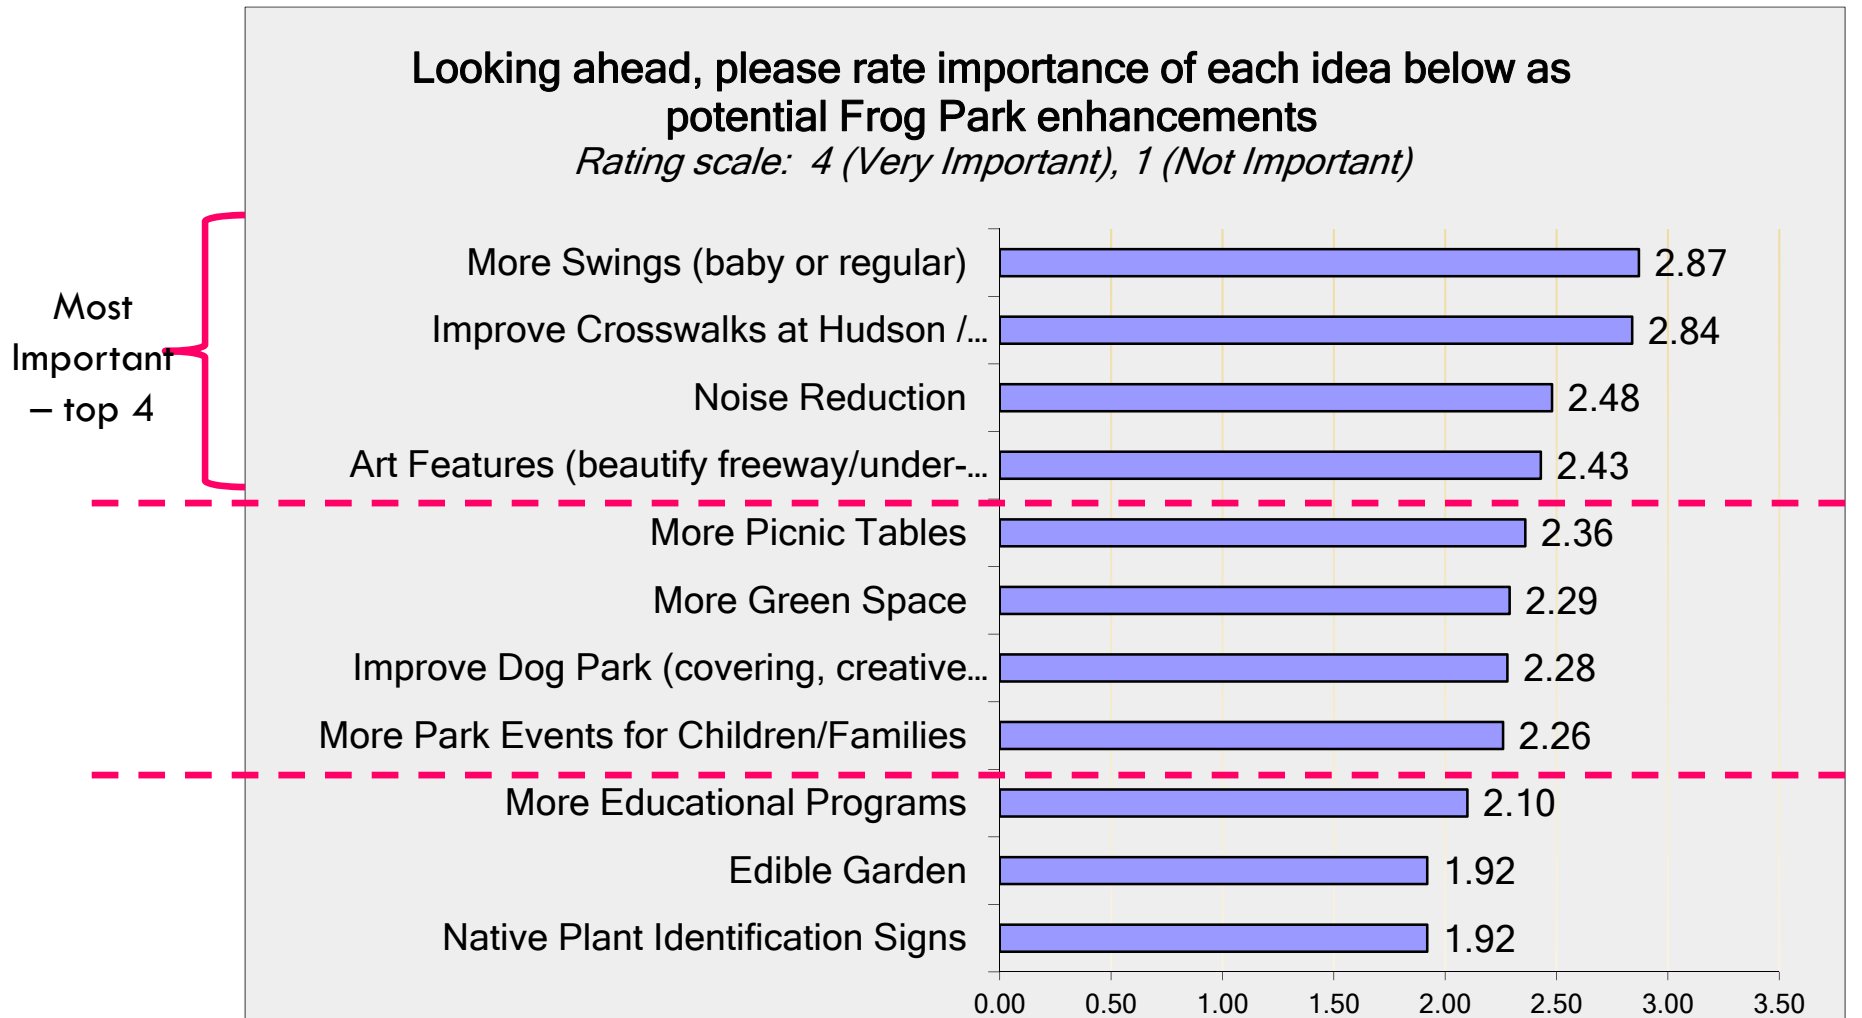 Looking ahead, please rate importance of each idea below as
potential Frog Park enhancements
Rating scale:  4 (Very Important), 1 (Not Important)
Most
Important
– top 4
More Swings (baby or regular) 2.87
Improve Crosswalks at Hudson /... 2.84
Noise Reduction 2.48
Art Features (beautify freeway/under-... 2.43
More Picnic Tables 2.36
More Green Space 2.29
Improve Dog Park (covering, creative... 2.28
More Park Events for Children/Families 2.26
More Educational Programs 2.10
Edible Garden 1.92
Native Plant Identification Signs 1.92
0.00 0.50 1.00 1.50 2.00 2.50 3.00 3.50